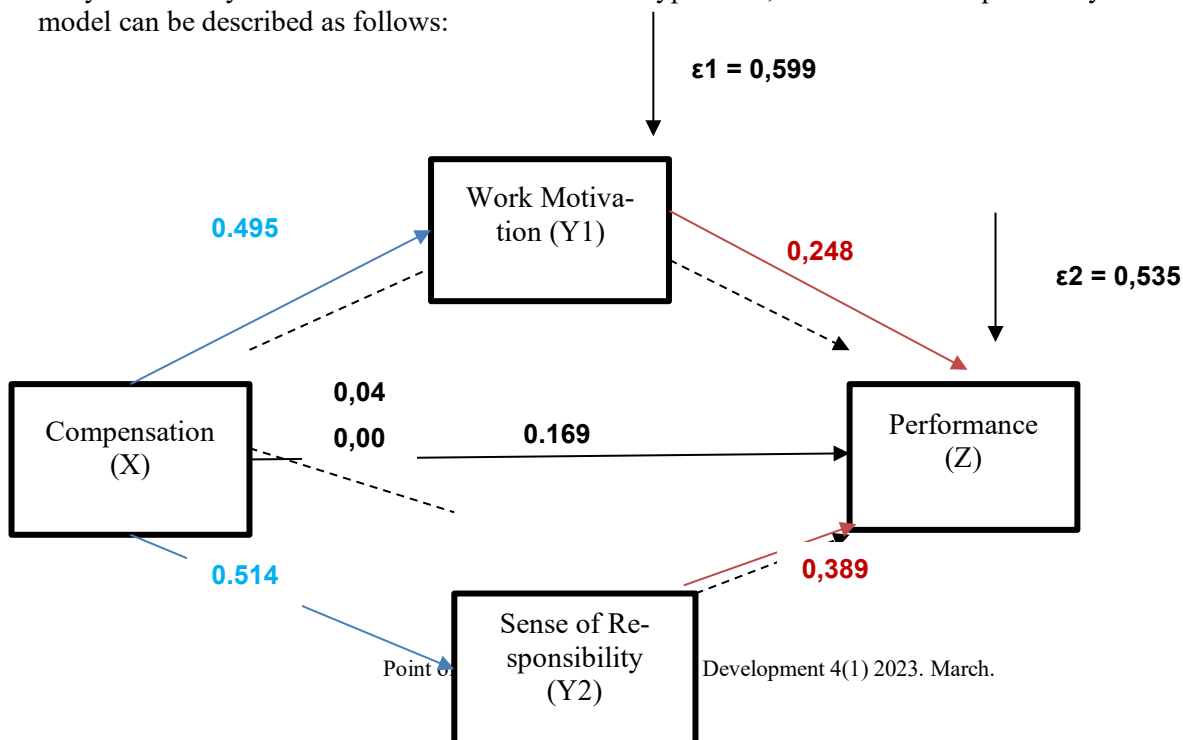 model can be described as follows:
ε1 = 0,599
Work Motiva-
tion (Y1)
0.495
0,248
ε2 = 0,535
0,04
Compensation
(X)
0,00
0.169
Performance
(Z)
0.514
0,389
Sense of Re-
sponsibility
(Y2)
Point o
Development 4(1) 2023. March.